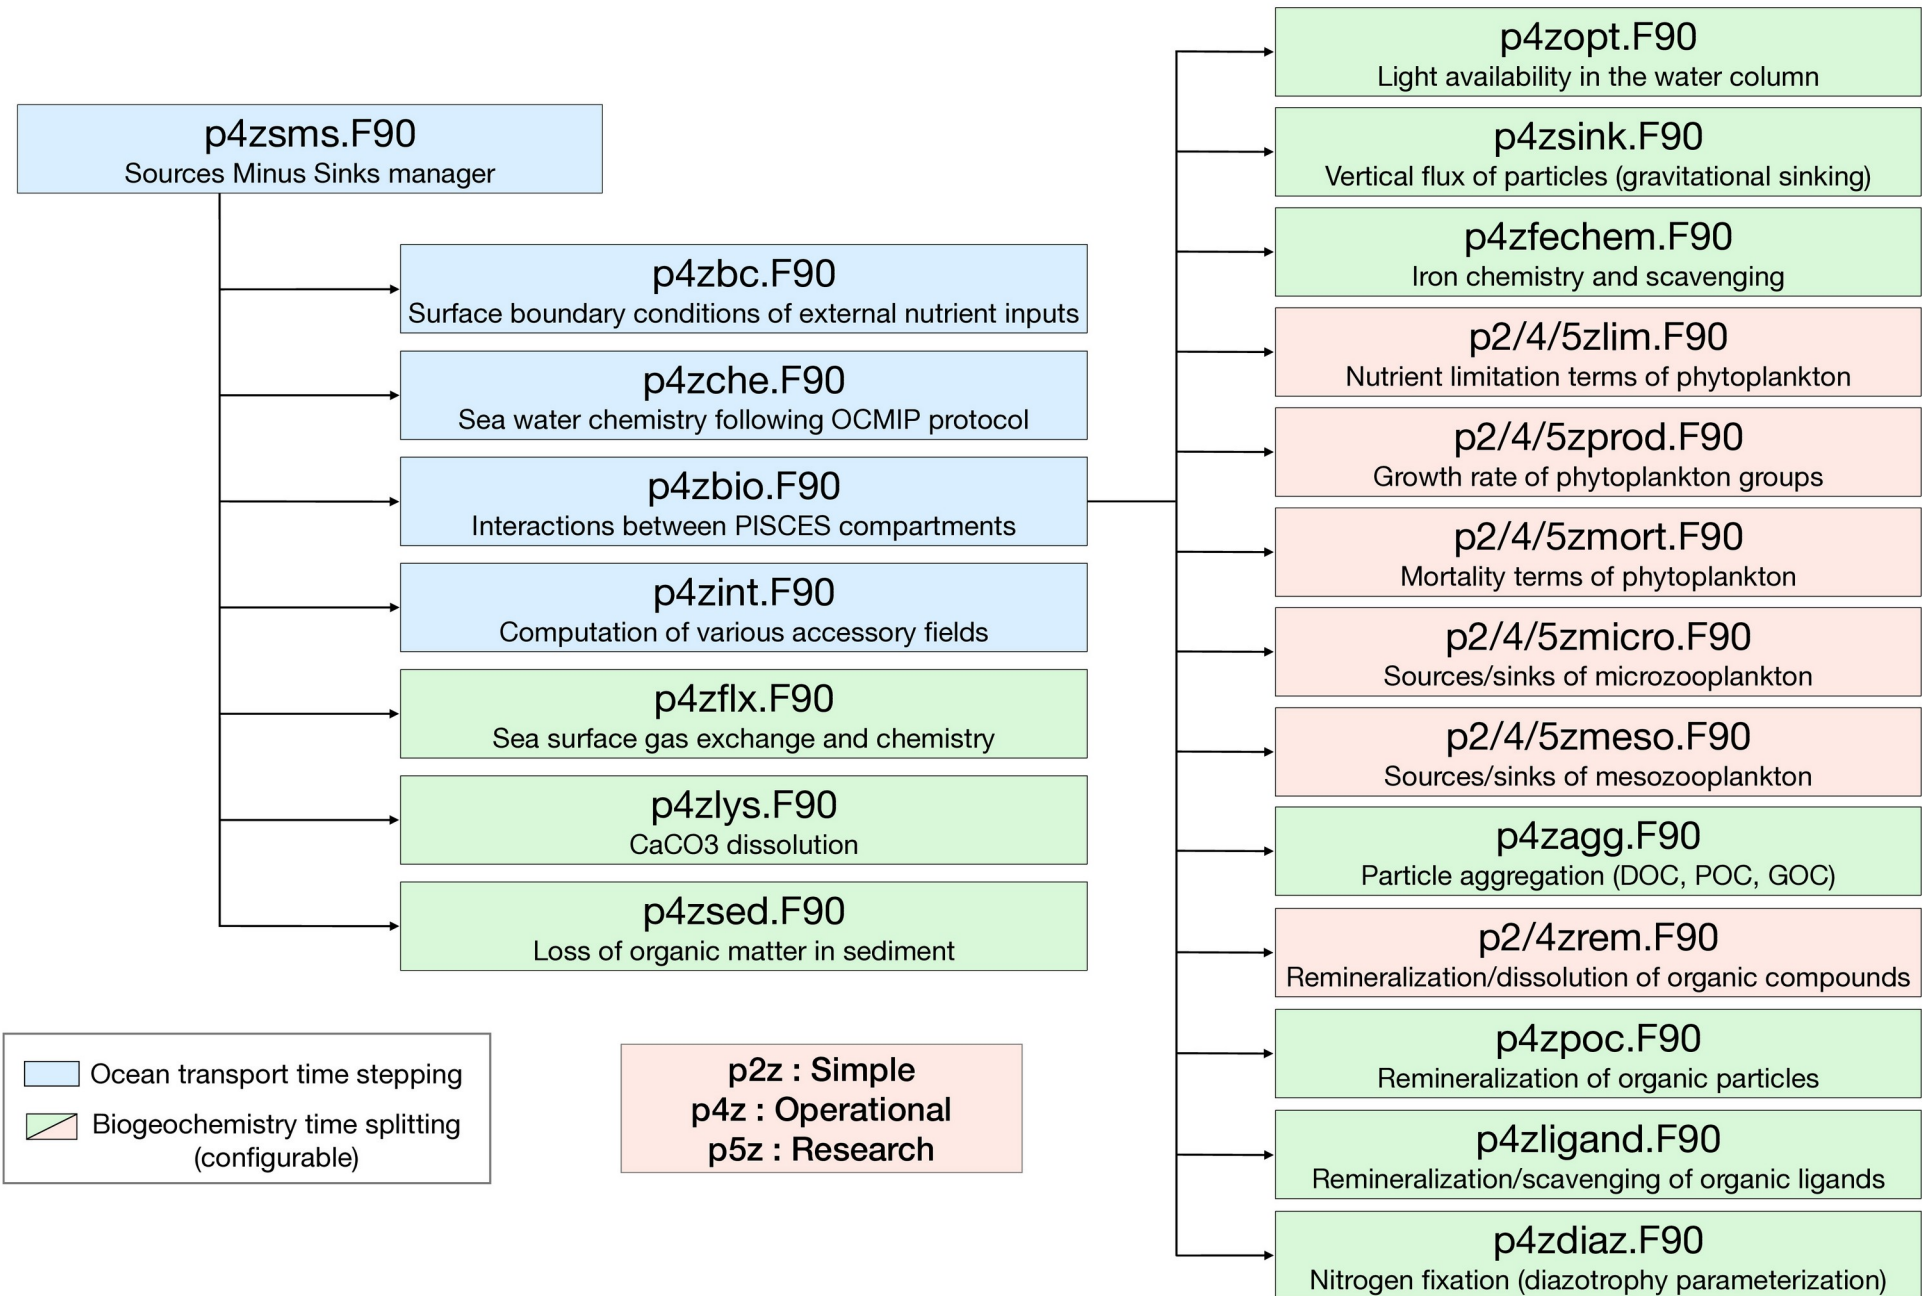 p4zsms.F90
Sources Minus Sinks manager
p4zbc.F90
Surface boundary conditions of external nutrient inputs
p4zche.F90
Sea water chemistry following OCMIP protocol
p4zbio.F90
Interactions between PISCES compartments
p4zint.F90
Computation of various accessory fields
p4zflx.F90
Sea surface gas exchange and chemistry
p4zlys.F90
CaCO3 dissolution
p4zsed.F90
Loss of organic matter in sediment
p4zopt.F90
Light availability in the water column
p4zsink.F90
Vertical flux of particles (gravitational sinking)
p4zfechem.F90
Iron chemistry and scavenging
p2/4/5zlim.F90
Nutrient limitation terms of phytoplankton
p2/4/5zprod.F90
Growth rate of phytoplankton groups
p2/4/5zmort.F90
Mortality terms of phytoplankton
p2/4/5zmicro.F90
Sources/sinks of microzooplankton
p2/4/5zmeso.F90
Sources/sinks of mesozooplankton
p4zagg.F90
Particle aggregation (DOC, POC, GOC)
p2/4zrem.F90
Remineralization/dissolution of organic compounds
p4zpoc.F90
Remineralization of organic particles
p4zligand.F90
Remineralization/scavenging of organic ligands
p4zdiaz.F90
Nitrogen fixation (diazotrophy parameterization)
Ocean transport time stepping
Biogeochemistry time splitting
(configurable)
p2z : Simple
p4z : Operational
p5z : Research